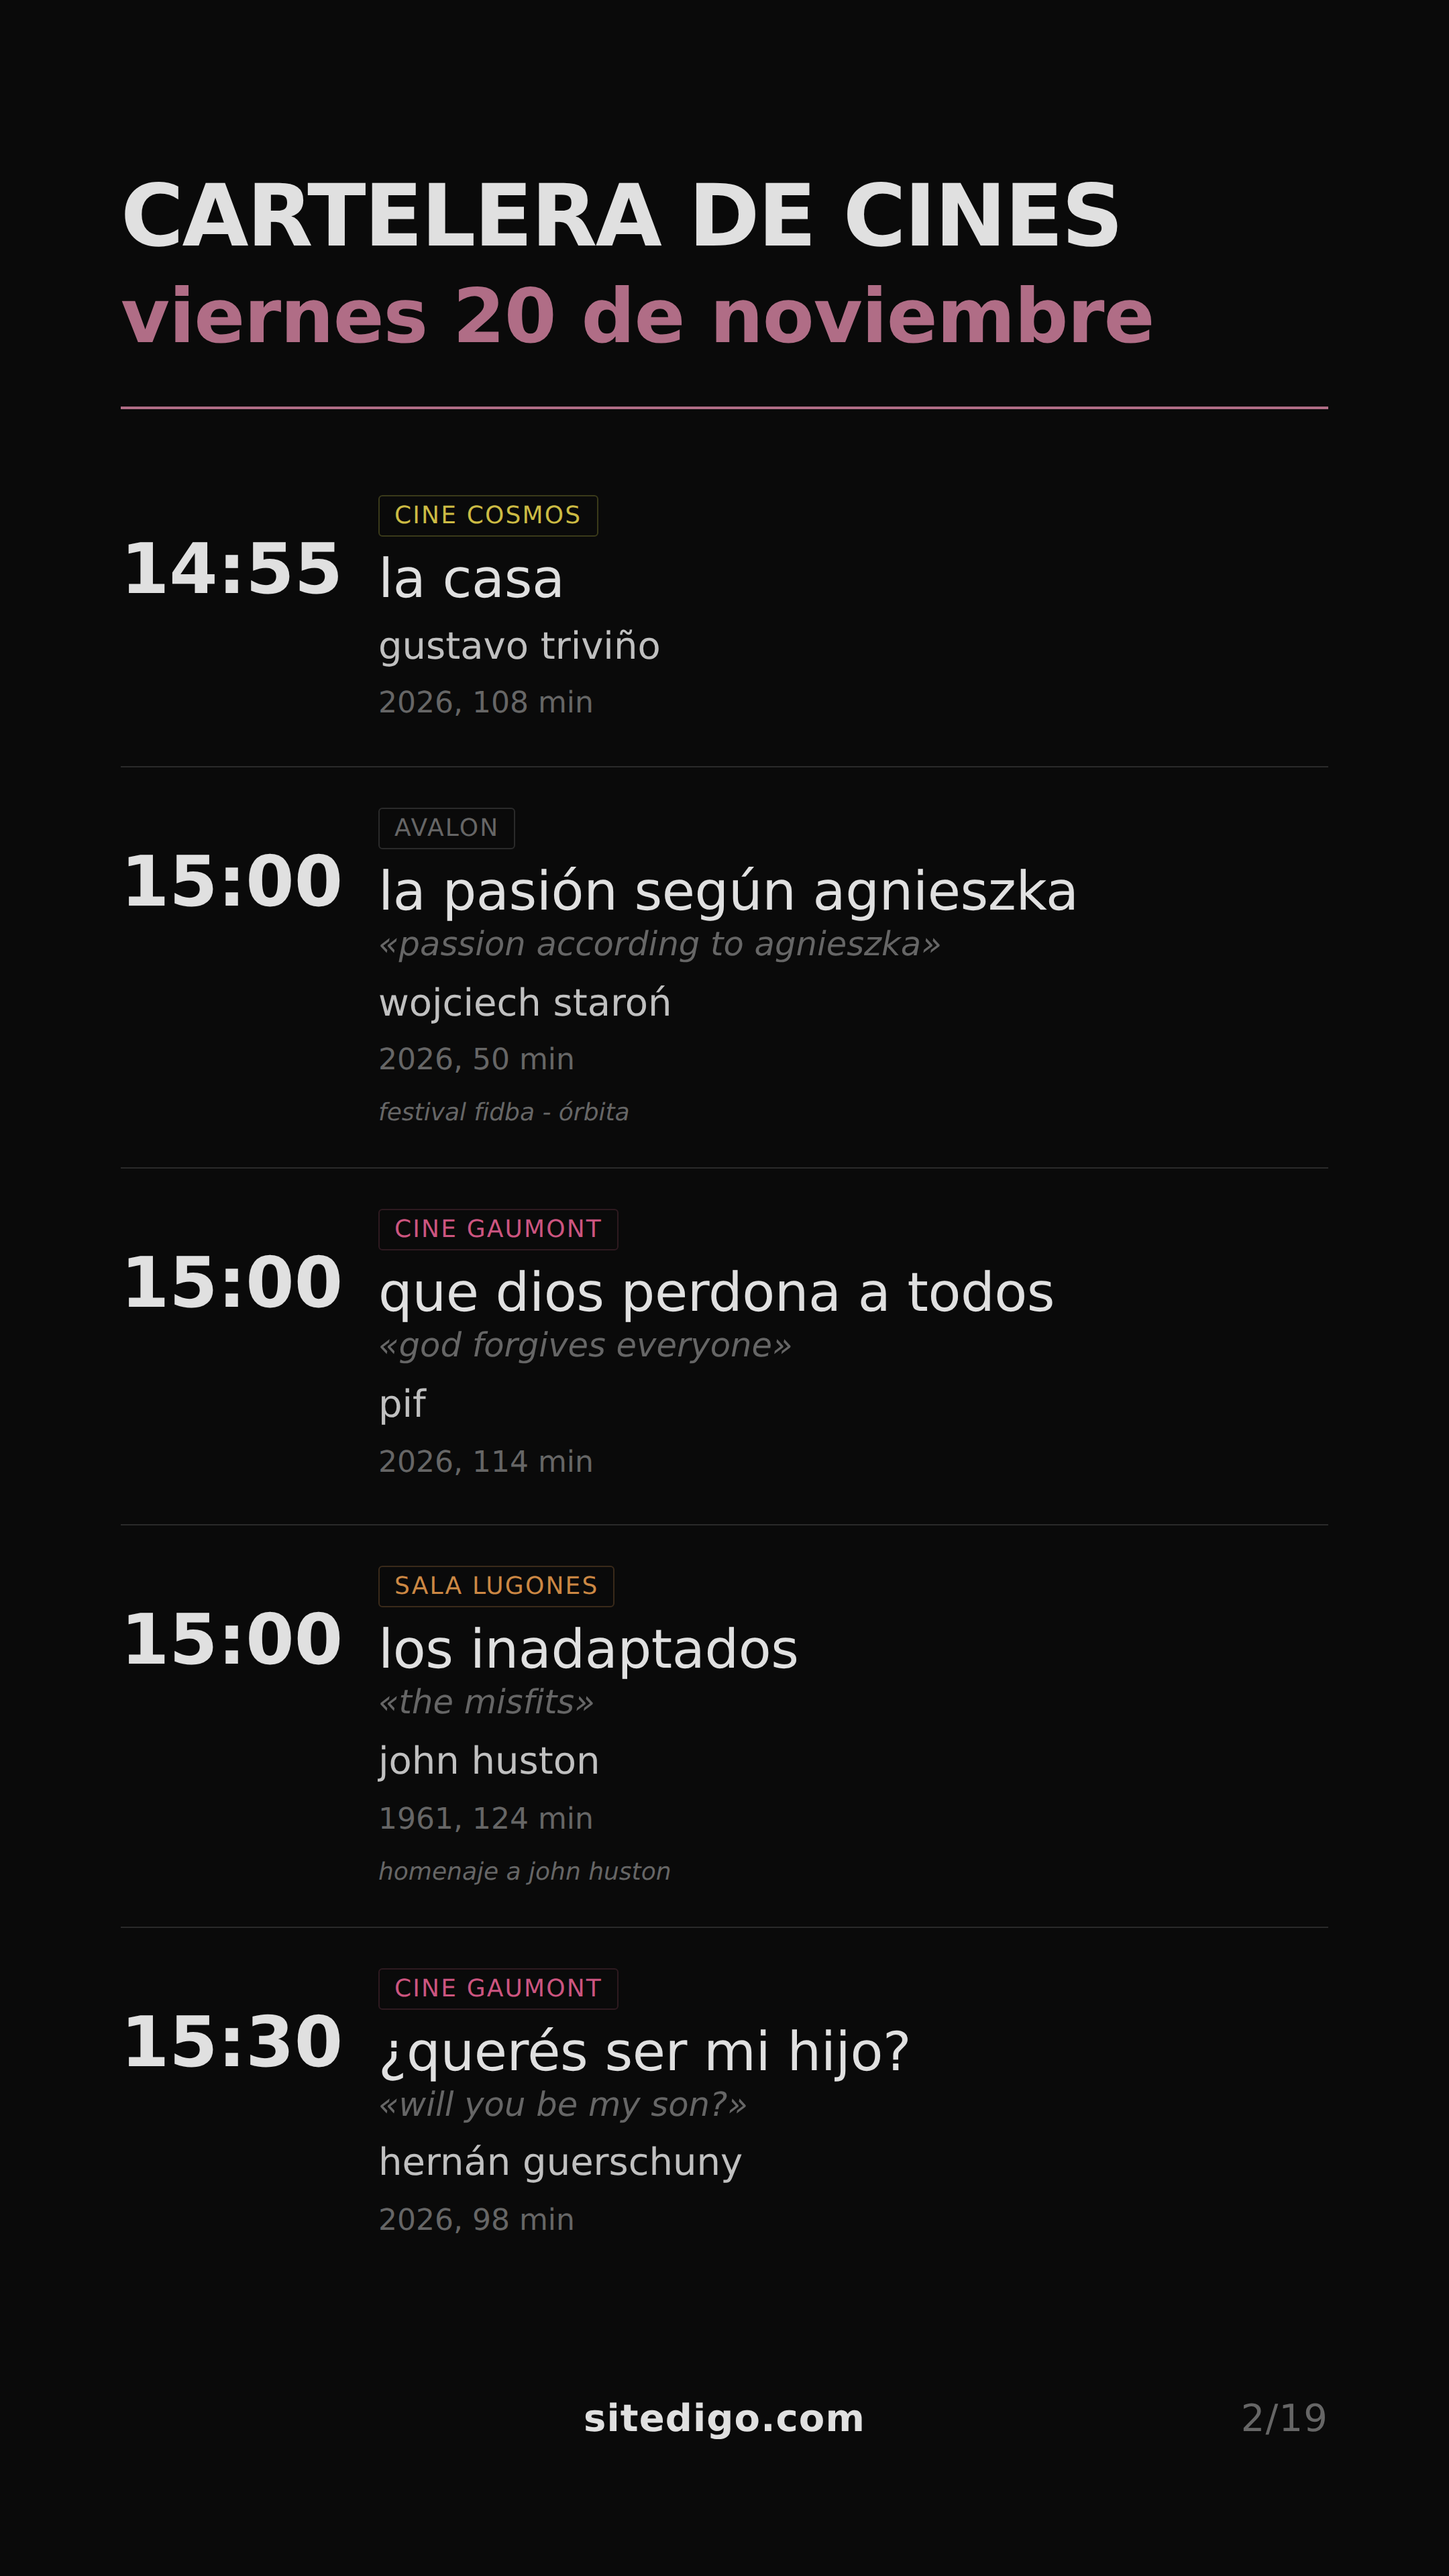 CARTELERA DE CINES
viernes 20 de noviembre
CINE COSMOS
14:55
la casa
gustavo triviño
2026, 108 min
AVALON
15:00
la pasión según agnieszka
«passion according to agnieszka»
wojciech staroń
2026, 50 min
festival fidba - órbita
CINE GAUMONT
15:00
que dios perdona a todos
«god forgives everyone»
pif
2026, 114 min
SALA LUGONES
15:00
los inadaptados
«the misfits»
john huston
1961, 124 min
homenaje a john huston
CINE GAUMONT
15:30
¿querés ser mi hijo?
«will you be my son?»
hernán guerschuny
2026, 98 min
sitedigo.com
2/19